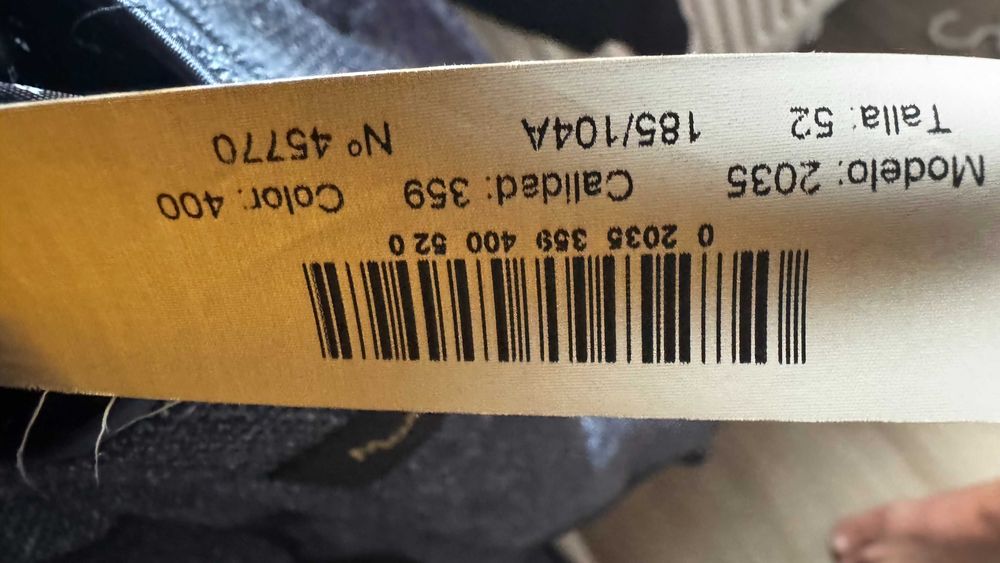 0 2035 359 400 52 0
Modelo: 2035 Calidad: 359 Color: 400
Talla: 52 185/104A Nº 45770